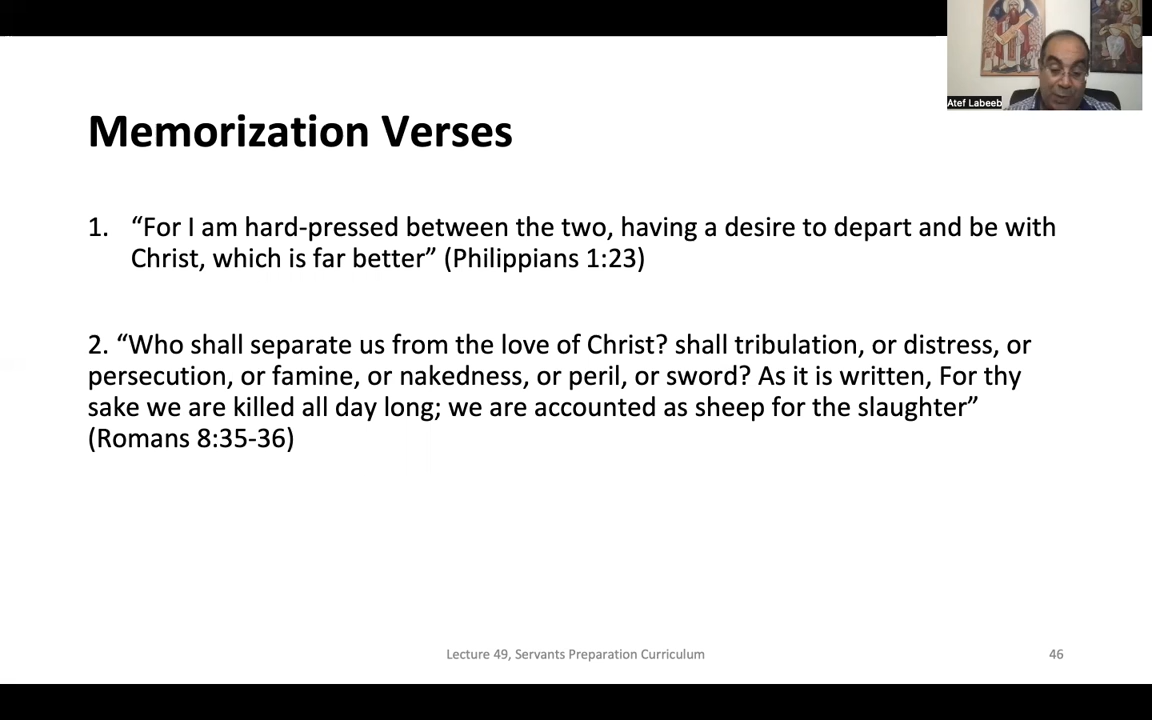 Atef Labeeb
Memorization Verses
1. “For I am hard-pressed between the two, having a desire to depart and be with
Christ, which is far better” (Philippians 1:23)
2. “Who shall separate us from the love of Christ? shall tribulation, or distress, or
persecution, or famine, or nakedness, or peril, or sword? As it is written, For thy
sake we are killed all day long; we are accounted as sheep for the slaughter”
(Romans 8:35-36)
Lecture 49, Servants Preparation Curriculum
46